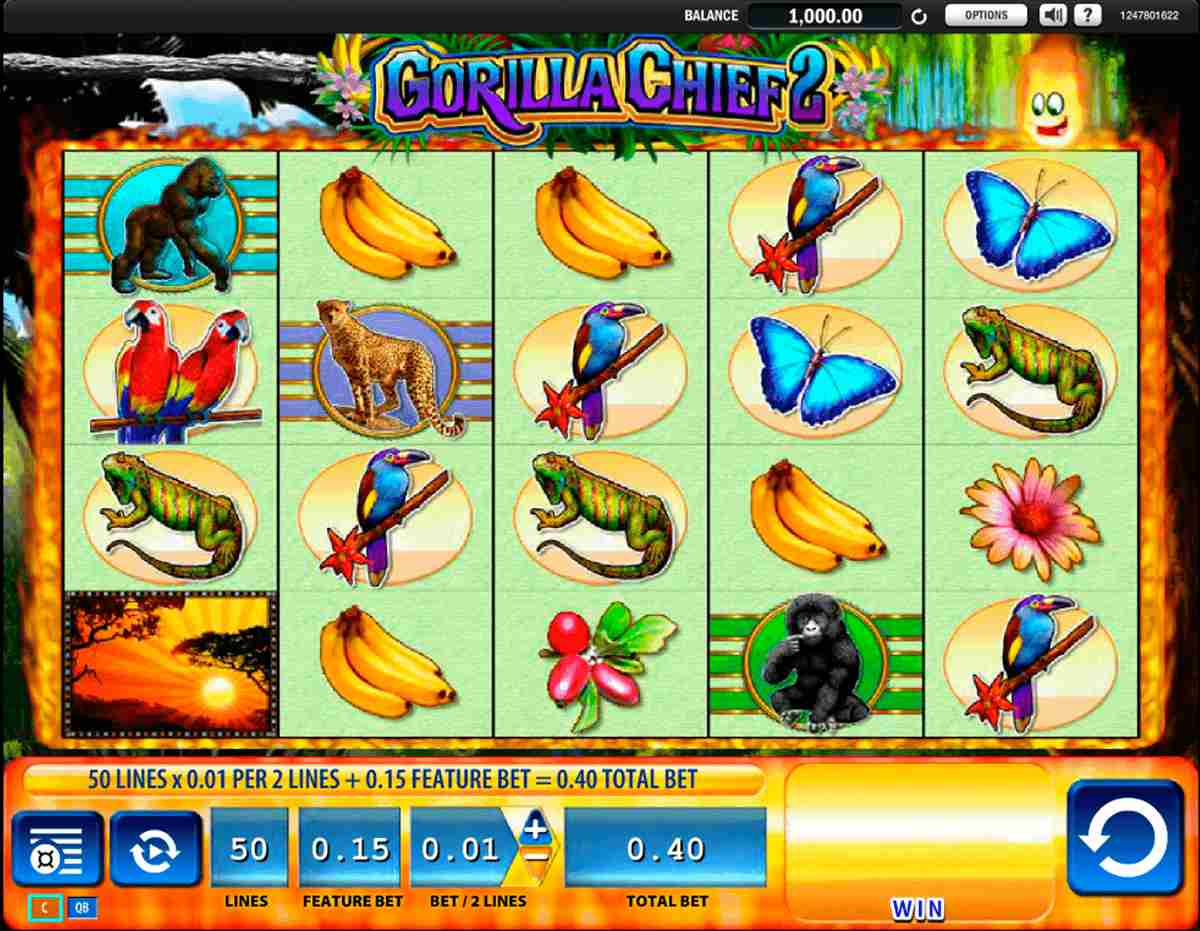 BALANCE 1,000.00 OPTIONS ? 1247801622
GORILLA CHIEF 2
50 LINES x 0.01 PER 2 LINES + 0.15 FEATURE BET = 0.40 TOTAL BET
50 0.15 0.01 + − 0.40
LINES FEATURE BET BET / 2 LINES TOTAL BET
C QB WIN